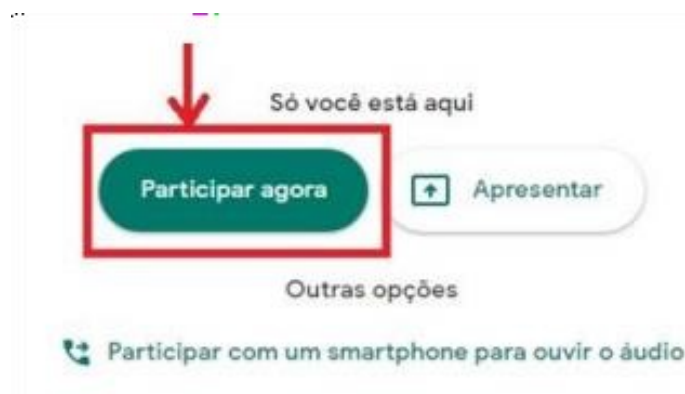 Só você está aqui
Participar agora
Apresentar
Outras opções
Participar com um smartphone para ouvir o áudio